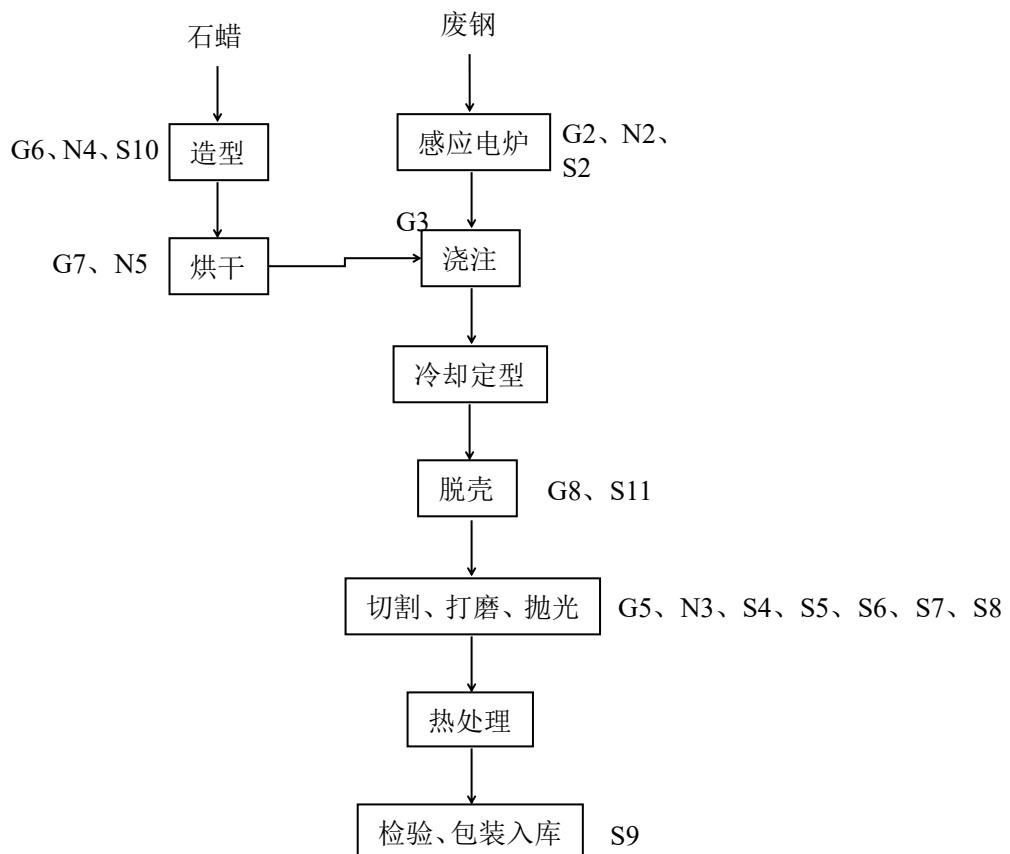 石蜡
废钢
G6、N4、S10
造型
感应电炉
G2、N2、
S2
G3
G7、N5
烘干
浇注
冷却定型
脱壳
G8、S11
切割、打磨、抛光
G5、N3、S4、S5、S6、S7、S8
热处理
检验、包装入库
S9